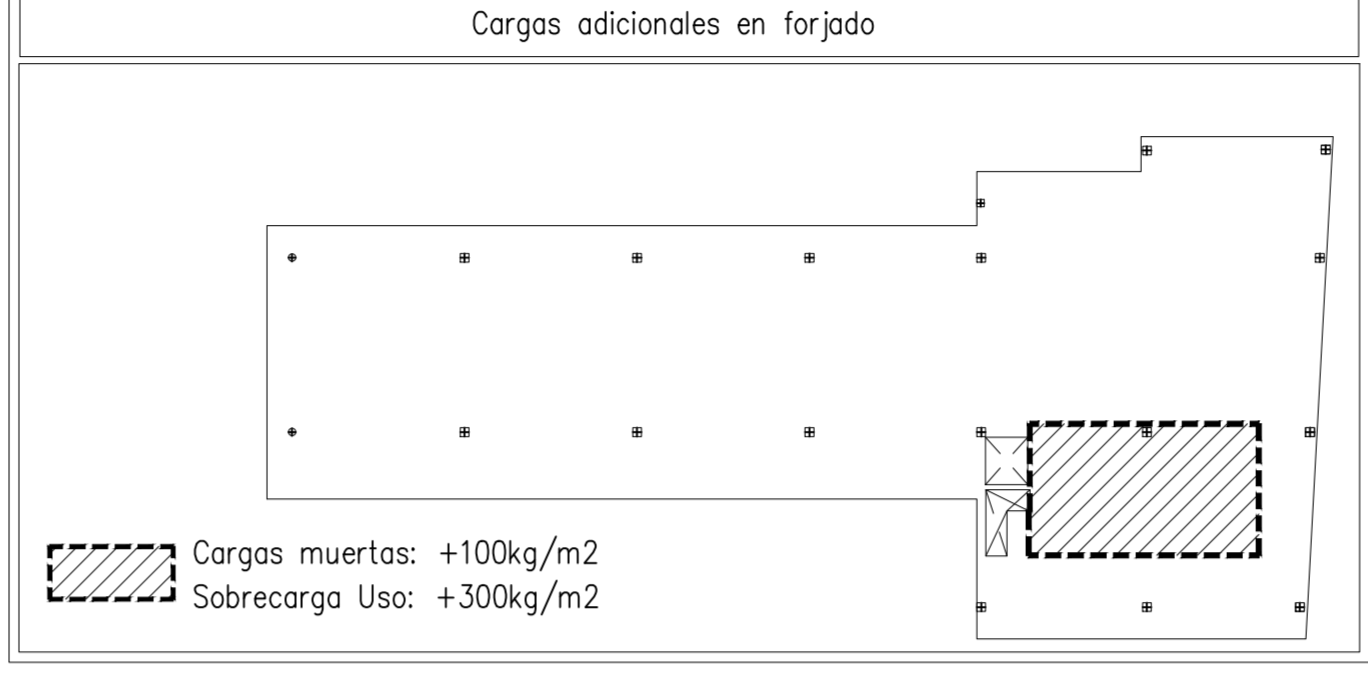 Cargas adicionales en forjado
Cargas muertas: +100kg/m2
Sobrecarga Uso: +300kg/m2